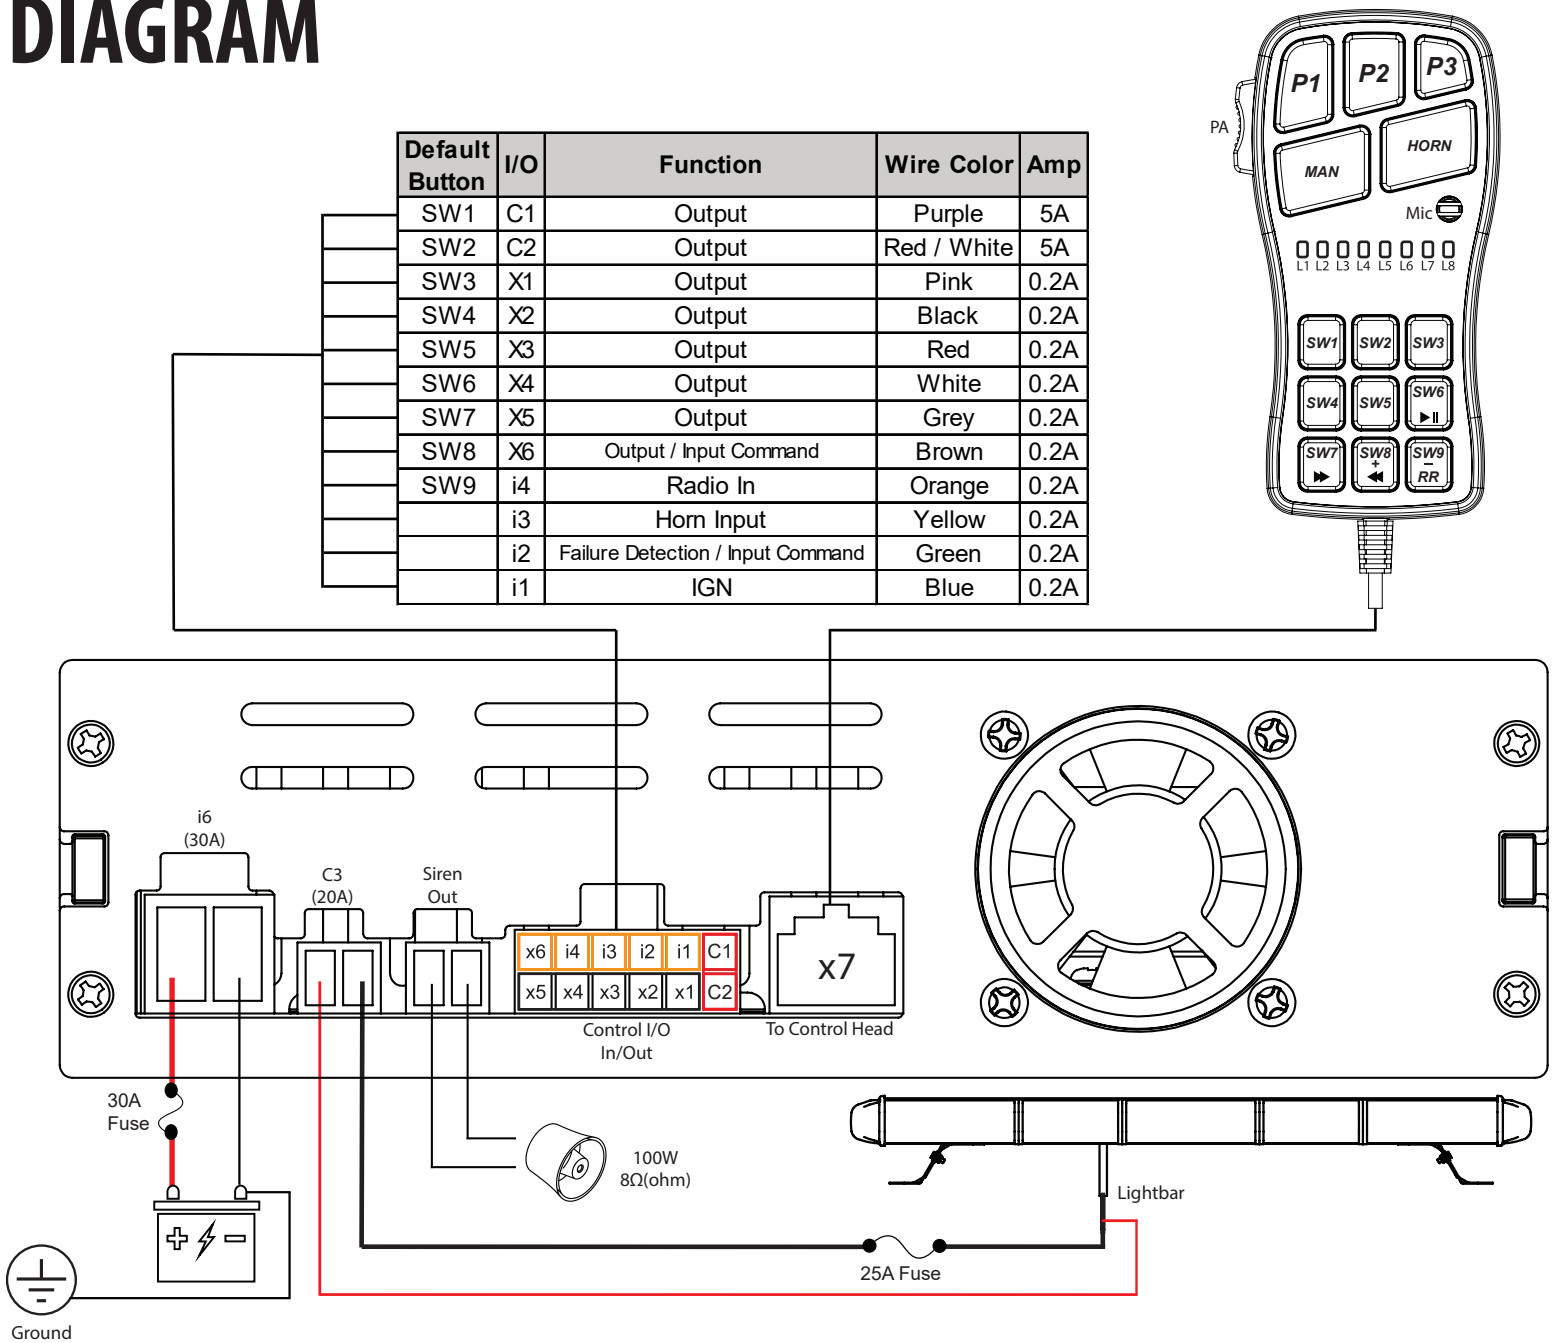 DIAGRAM
P1 P2 P3
PA
MAN HORN
Mic
L1 L2 L3 L4 L5 L6 L7 L8
SW1 SW2 SW3
SW4 SW5 SW6
SW7 SW8 SW9
+ −
RR
Default Button I/O Function Wire Color Amp
SW1 C1 Output Purple 5A
SW2 C2 Output Red / White 5A
SW3 X1 Output Pink 0.2A
SW4 X2 Output Black 0.2A
SW5 X3 Output Red 0.2A
SW6 X4 Output White 0.2A
SW7 X5 Output Grey 0.2A
SW8 X6 Output / Input Command Brown 0.2A
SW9 i4 Radio In Orange 0.2A
i3 Horn Input Yellow 0.2A
i2 Failure Detection / Input Command Green 0.2A
i1 IGN Blue 0.2A
i6
(30A)
C3
(20A)
Siren
Out
x6 i4 i3 i2 i1 C1
x5 x4 x3 x2 x1 C2
Control I/O
In/Out
x7
To Control Head
30A
Fuse
100W
8Ω(ohm)
Lightbar
25A Fuse
Ground